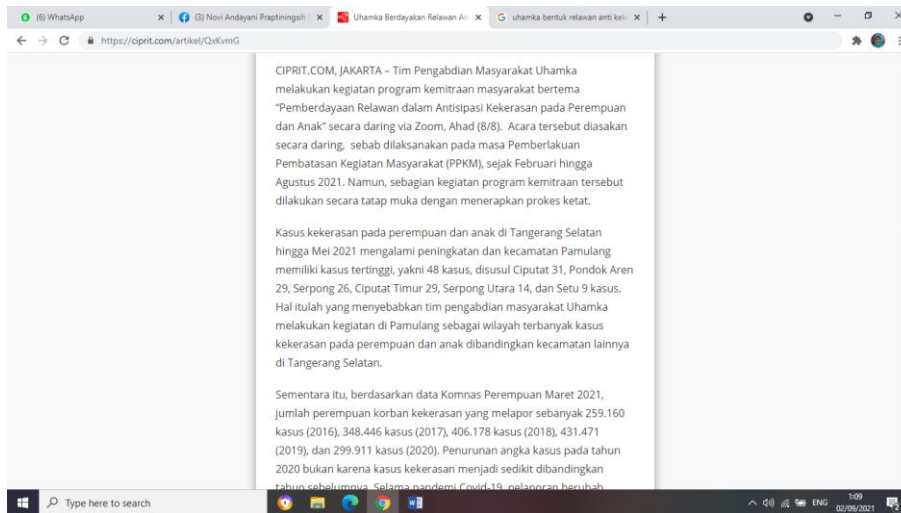 (6) WhatsApp
(3) Novi Andayani Praptiningsih |
Uhamka Berdayakan Relawan An
uhamka bentuk relawan anti kek
https://ciprit.com/artikel/QxKvmG
CIPRIT.COM, JAKARTA – Tim Pengabdian Masyarakat Uhamka
melakukan kegiatan program kemitraan masyarakat bertema
“Pemberdayaan Relawan dalam Antisipasi Kekerasan pada Perempuan
dan Anak” secara daring via Zoom, Ahad (8/8). Acara tersebut diasakan
secara daring, sebab dilaksanakan pada masa Pemberlakuan
Pembatasan Kegiatan Masyarakat (PPKM), sejak Februari hingga
Agustus 2021. Namun, sebagian kegiatan program kemitraan tersebut
dilakukan secara tatap muka dengan menerapkan prokes ketat.
Kasus kekerasan pada perempuan dan anak di Tangerang Selatan
hingga Mei 2021 mengalami peningkatan dan kecamatan Pamulang
memiliki kasus tertinggi, yakni 48 kasus, disusul Ciputat 31, Pondok Aren
29, Serpong 26, Ciputat Timur 29, Serpong Utara 14, dan Setu 9 kasus.
Hal itulah yang menyebabkan tim pengabdian masyarakat Uhamka
melakukan kegiatan di Pamulang sebagai wilayah terbanyak kasus
kekerasan pada perempuan dan anak dibandingkan kecamatan lainnya
di Tangerang Selatan.
Sementara itu, berdasarkan data Komnas Perempuan Maret 2021,
jumlah perempuan korban kekerasan yang melapor sebanyak 259.160
kasus (2016), 348.446 kasus (2017), 406.178 kasus (2018), 431.471
(2019), dan 299.911 kasus (2020). Penurunan angka kasus pada tahun
2020 bukan karena kasus kekerasan menjadi sedikit dibandingkan
tahun sebelumnya. Selama pandemi Covid-19, pelaporan berubah
Type here to search
ENG
1:09
02/09/2021